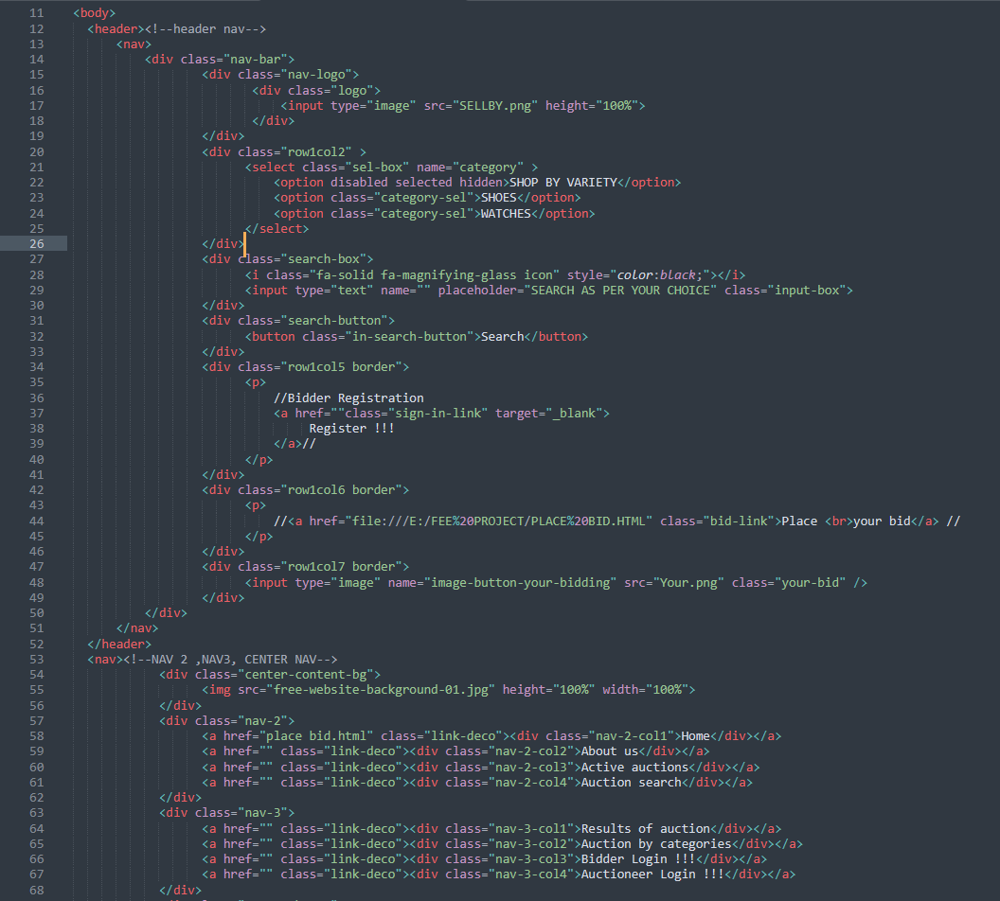 11 <body>
12 <header><!--header nav-->
13 <nav>
14 <div class="nav-bar">
15 <div class="nav-logo">
16 <div class="logo">
17 <input type="image" src="SELLBY.png" height="100%">
18 </div>
19 </div>
20 <div class="row1col2" >
21 <select class="sel-box" name="category" >
22 <option disabled selected hidden>SHOP BY VARIETY</option>
23 <option class="category-sel">SHOES</option>
24 <option class="category-sel">WATCHES</option>
25 </select>
26 </div>
27 <div class="search-box">
28 <i class="fa-solid fa-magnifying-glass icon" style="color:black;"></i>
29 <input type="text" name="" placeholder="SEARCH AS PER YOUR CHOICE" class="input-box">
30 </div>
31 <div class="search-button">
32 <button class="in-search-button">Search</button>
33 </div>
34 <div class="row1col5 border">
35 <p>
36 //Bidder Registration
37 <a href=""class="sign-in-link" target="_blank">
38 Register !!!
39 </a>//
40 </p>
41 </div>
42 <div class="row1col6 border">
43 <p>
44 //<a href="file:///E:/FEE%20PROJECT/PLACE%20BID.HTML" class="bid-link">Place <br>your bid</a> //
45 </p>
46 </div>
47 <div class="row1col7 border">
48 <input type="image" name="image-button-your-bidding" src="Your.png" class="your-bid" />
49 </div>
50 </div>
51 </nav>
52 </header>
53 <nav><!--NAV 2 ,NAV3, CENTER NAV-->
54 <div class="center-content-bg">
55 <img src="free-website-background-01.jpg" height="100%" width="100%">
56 </div>
57 <div class="nav-2">
58 <a href="place bid.html" class="link-deco"><div class="nav-2-col1">Home</div></a>
59 <a href="" class="link-deco"><div class="nav-2-col2">About us</div></a>
60 <a href="" class="link-deco"><div class="nav-2-col3">Active auctions</div></a>
61 <a href="" class="link-deco"><div class="nav-2-col4">Auction search</div></a>
62 </div>
63 <div class="nav-3">
64 <a href="" class="link-deco"><div class="nav-3-col1">Results of auction</div></a>
65 <a href="" class="link-deco"><div class="nav-3-col2">Auction by categories</div></a>
66 <a href="" class="link-deco"><div class="nav-3-col3">Bidder Login !!!</div></a>
67 <a href="" class="link-deco"><div class="nav-3-col4">Auctioneer Login !!!</div></a>
68 </div>